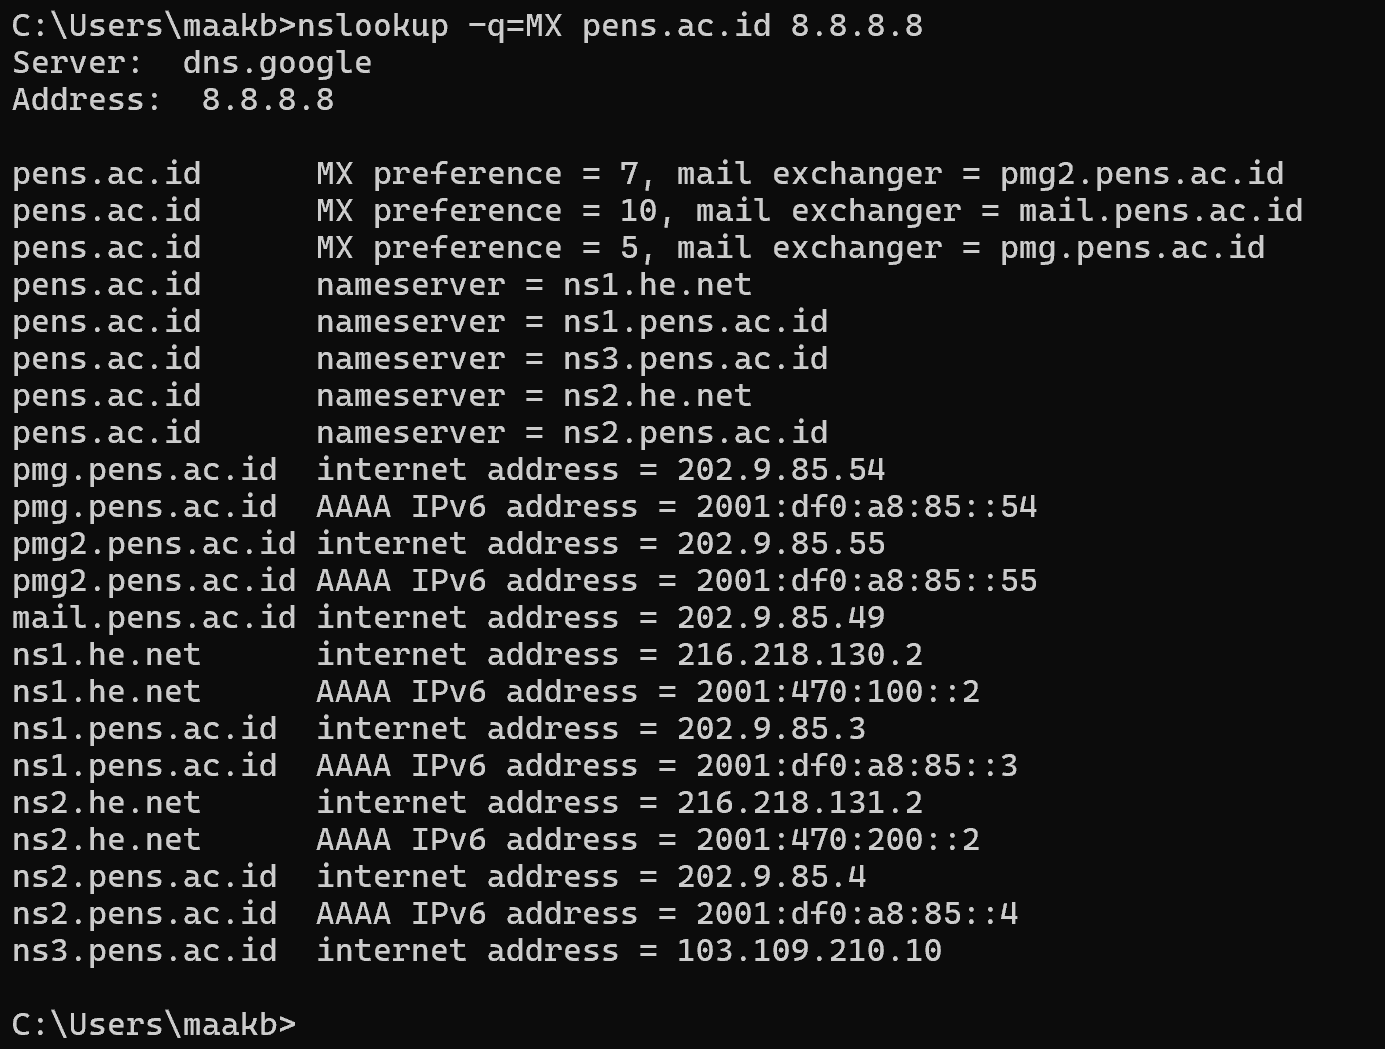 C:\Users\maakb>nslookup -q=MX pens.ac.id 8.8.8.8
Server:  dns.google
Address:  8.8.8.8

pens.ac.id      MX preference = 7, mail exchanger = pmg2.pens.ac.id
pens.ac.id      MX preference = 10, mail exchanger = mail.pens.ac.id
pens.ac.id      MX preference = 5, mail exchanger = pmg.pens.ac.id
pens.ac.id      nameserver = ns1.he.net
pens.ac.id      nameserver = ns1.pens.ac.id
pens.ac.id      nameserver = ns3.pens.ac.id
pens.ac.id      nameserver = ns2.he.net
pens.ac.id      nameserver = ns2.pens.ac.id
pmg.pens.ac.id  internet address = 202.9.85.54
pmg.pens.ac.id  AAAA IPv6 address = 2001:df0:a8:85::54
pmg2.pens.ac.id internet address = 202.9.85.55
pmg2.pens.ac.id AAAA IPv6 address = 2001:df0:a8:85::55
mail.pens.ac.id internet address = 202.9.85.49
ns1.he.net      internet address = 216.218.130.2
ns1.he.net      AAAA IPv6 address = 2001:470:100::2
ns1.pens.ac.id  internet address = 202.9.85.3
ns1.pens.ac.id  AAAA IPv6 address = 2001:df0:a8:85::3
ns2.he.net      internet address = 216.218.131.2
ns2.he.net      AAAA IPv6 address = 2001:470:200::2
ns2.pens.ac.id  internet address = 202.9.85.4
ns2.pens.ac.id  AAAA IPv6 address = 2001:df0:a8:85::4
ns3.pens.ac.id  internet address = 103.109.210.10

C:\Users\maakb>